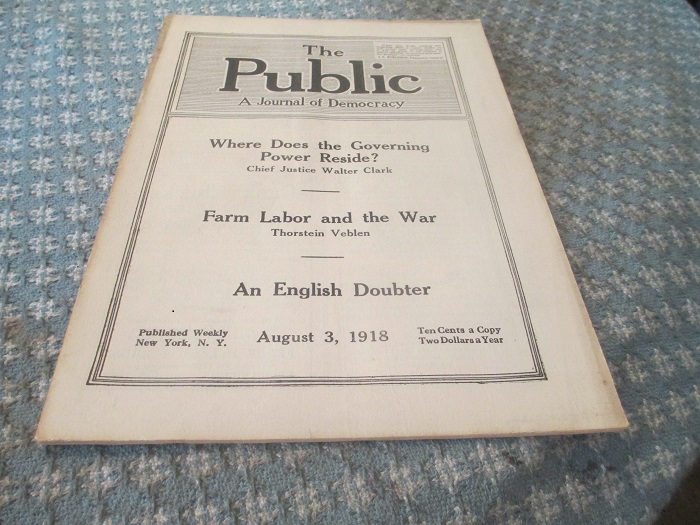 The
Public
A Journal of Democracy
Where Does the Governing
Power Reside?
Chief Justice Walter Clark
Farm Labor and the War
Thorstein Veblen
An English Doubter
Published Weekly
New York, N. Y.
August 3, 1918
Ten Cents a Copy
Two Dollars a Year